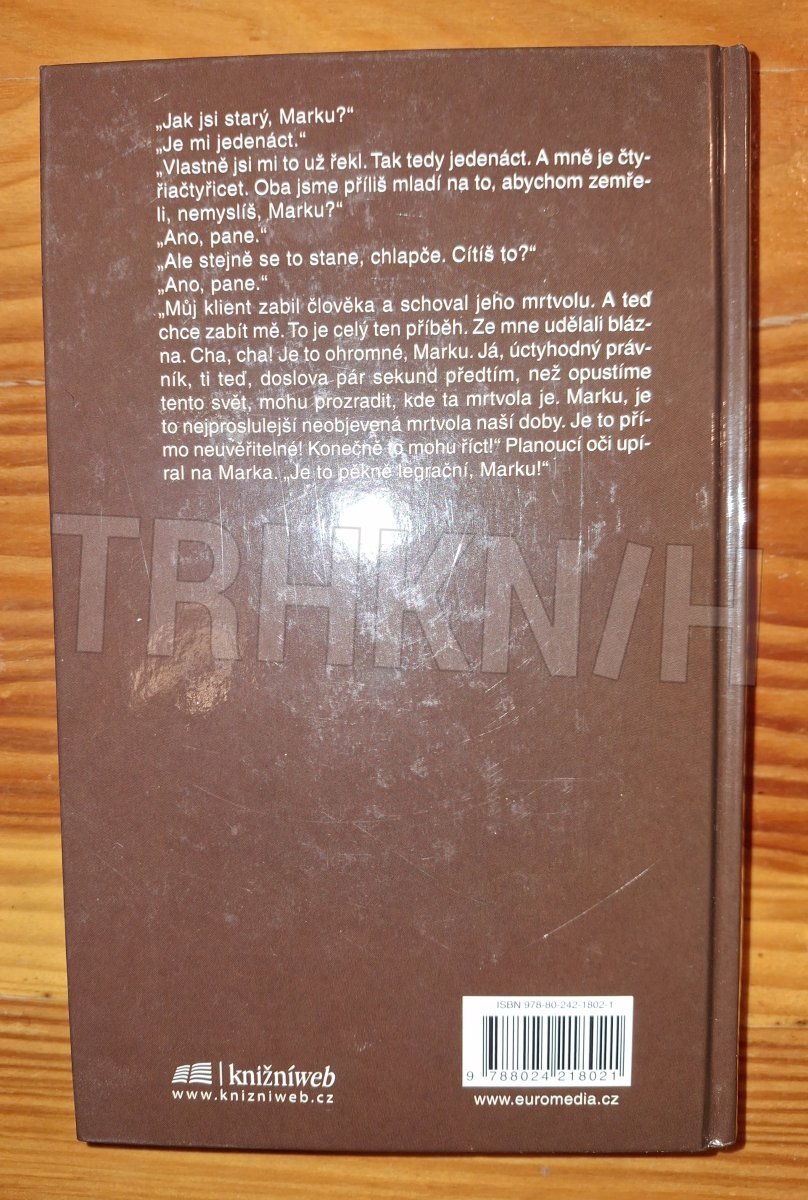 „Jak jsi starý, Marku?“
„Je mi jedenáct.“
„Vlastně jsi mi to už řekl. Tak tedy jedenáct. A mně je čty-
řiačtyřicet. Oba jsme příliš mladí na to, abychom zemře-
li, nemyslíš, Marku?“
„Ano, pane.“
„Ale stejně se to stane, chlapče. Cítíš to?“
„Ano, pane.“
„Můj klient zabil člověka a schoval jeho mrtvolu. A teď
chce zabít mě. To je celý ten příběh. Ze mne udělali bláz-
na. Cha, cha! Je to ohromné, Marku. Já, úctyhodný práv-
ník, ti teď, doslova pár sekund předtím, než opustíme
tento svět, mohu prozradit, kde ta mrtvola je. Marku, je
to nejproslulejší neobjevená mrtvola naší doby. Je to pří-
mo neuvěřitelné! Konečně to mohu říct!“ Planoucí oči upí-
ral na Marka. „Je to pěkně legrační, Marku!“
TRHKN/H
ISBN 978-80-242-1802-1
9 788024 218021
knižníweb
www.knizniweb.cz
www.euromedia.cz